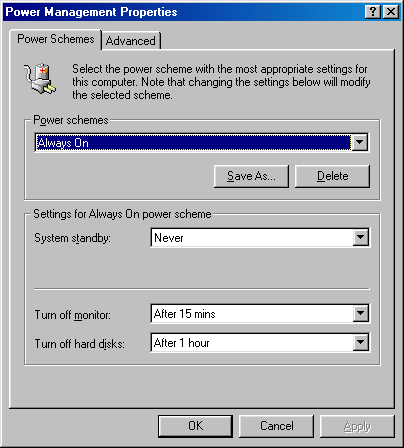 Power Management Properties
Power Schemes Advanced
Select the power scheme with the most appropriate settings for
this computer. Note that changing the settings below will modify
the selected scheme.
Power schemes
Always On
Save As... Delete
Settings for Always On power scheme
System standby: Never
Turn off monitor: After 15 mins
Turn off hard disks: After 1 hour
OK Cancel Apply